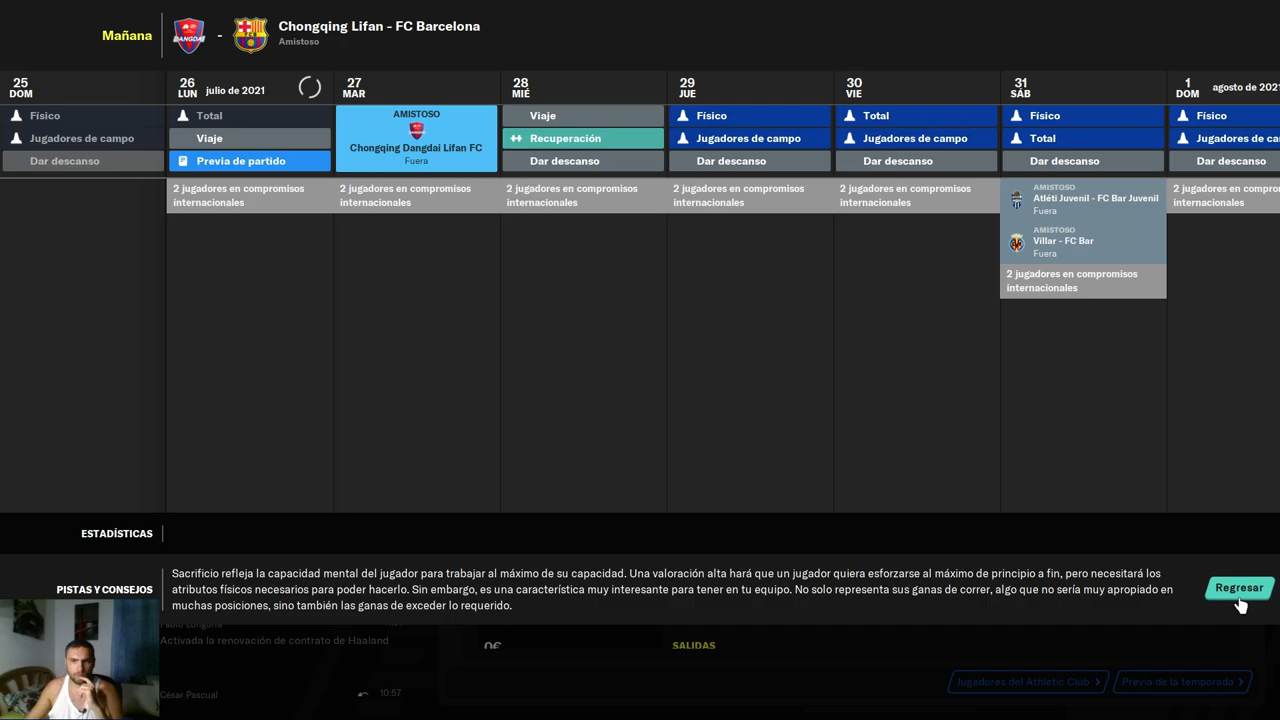 Mañana
Chongqing Lifan - FC Barcelona
Amistoso
DANGDAI
25
DOM
26
LUN
julio de 2021
27
MAR
28
MIÉ
29
JUE
30
VIE
31
SÁB
1
DOM
agosto de 2021
Físico
Jugadores de campo
Dar descanso
Total
Viaje
Previa de partido
AMISTOSO
Chongqing Dangdai Lifan FC
Fuera
Viaje
Recuperación
Dar descanso
Físico
Jugadores de campo
Dar descanso
Total
Jugadores de campo
Dar descanso
Físico
Total
Dar descanso
Físico
Jugadores de ca
Dar descanso
2 jugadores en compromisos
internacionales
2 jugadores en compromisos
internacionales
2 jugadores en compromisos
internacionales
2 jugadores en compromisos
internacionales
2 jugadores en compromisos
internacionales
AMISTOSO
Atléti Juvenil - FC Bar Juvenil
Fuera
AMISTOSO
Villar - FC Bar
Fuera
2 jugadores en compromisos
internacionales
2 jugadores en compro
internacionales
ESTADÍSTICAS
PISTAS Y CONSEJOS
Sacrificio refleja la capacidad mental del jugador para trabajar al máximo de su capacidad. Una valoración alta hará que un jugador quiera esforzarse al máximo de principio a fin, pero necesitará los
atributos físicos necesarios para poder hacerlo. Sin embargo, es una característica muy interesante para tener en tu equipo. No solo representa sus ganas de correr, algo que no sería muy apropiado en
muchas posiciones, sino también las ganas de exceder lo requerido.
Regresar
Activada la renovación de contrato de Haaland
César Pascual
10:57
0€
SALIDAS
Jugadores del Athletic Club
Previa de la temporada